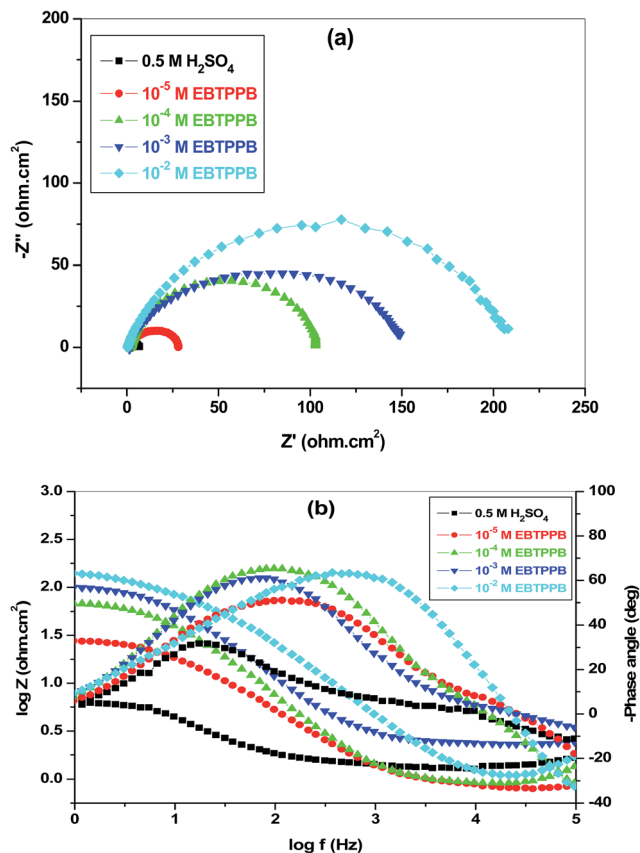 (a)
200
150
100
50
0
-Z" (ohm.cm²)
0.5 M H₂SO₄
10⁻⁵ M EBTPPB
10⁻⁴ M EBTPPB
10⁻³ M EBTPPB
10⁻² M EBTPPB
0 50 100 150 200 250
Z' (ohm.cm²)
(b)
3.0
2.5
2.0
1.5
1.0
0.5
0.0
log Z (ohm.cm²)
0.5 M H₂SO₄
10⁻⁵ M EBTPPB
10⁻⁴ M EBTPPB
10⁻³ M EBTPPB
10⁻² M EBTPPB
100
80
60
40
20
0
-20
-40
-Phase angle (deg)
0 1 2 3 4 5
log f (Hz)